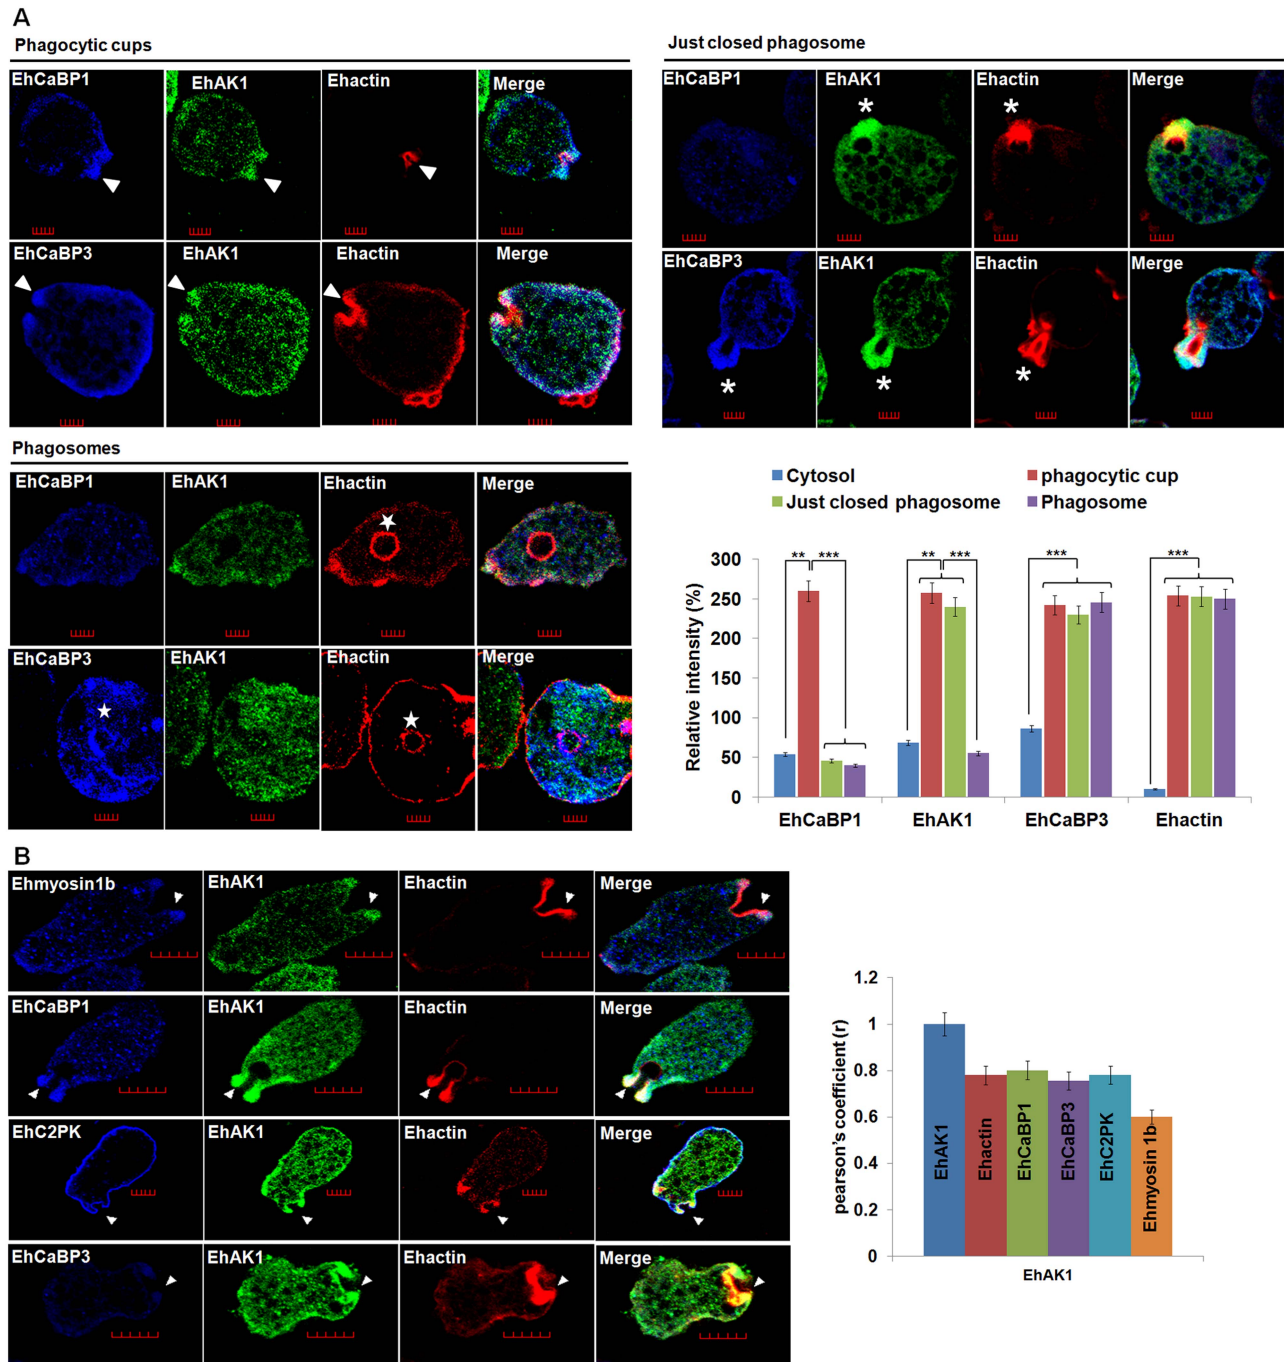 A
Phagocytic cups
EhCaBP1 EhAK1 Ehactin Merge
EhCaBP3 EhAK1 Ehactin Merge
Just closed phagosome
EhCaBP1 EhAK1 Ehactin Merge
* *
EhCaBP3 EhAK1 Ehactin Merge
* * *
Phagosomes
EhCaBP1 EhAK1 Ehactin Merge
EhCaBP3 EhAK1 Ehactin Merge
Cytosol phagocytic cup
Just closed phagosome Phagosome
Relative intensity (%)
300
250
200
150
100
50
0
** *** ** *** *** ***
EhCaBP1 EhAK1 EhCaBP3 Ehactin
B
Ehmyosin1b EhAK1 Ehactin Merge
EhCaBP1 EhAK1 Ehactin Merge
EhC2PK EhAK1 Ehactin Merge
EhCaBP3 EhAK1 Ehactin Merge
pearson's coefficient (r)
1.2
1
0.8
0.6
0.4
0.2
0
EhAK1
Ehactin
EhCaBP1
EhCaBP3
EhC2PK
Ehmyosin 1b
EhAK1